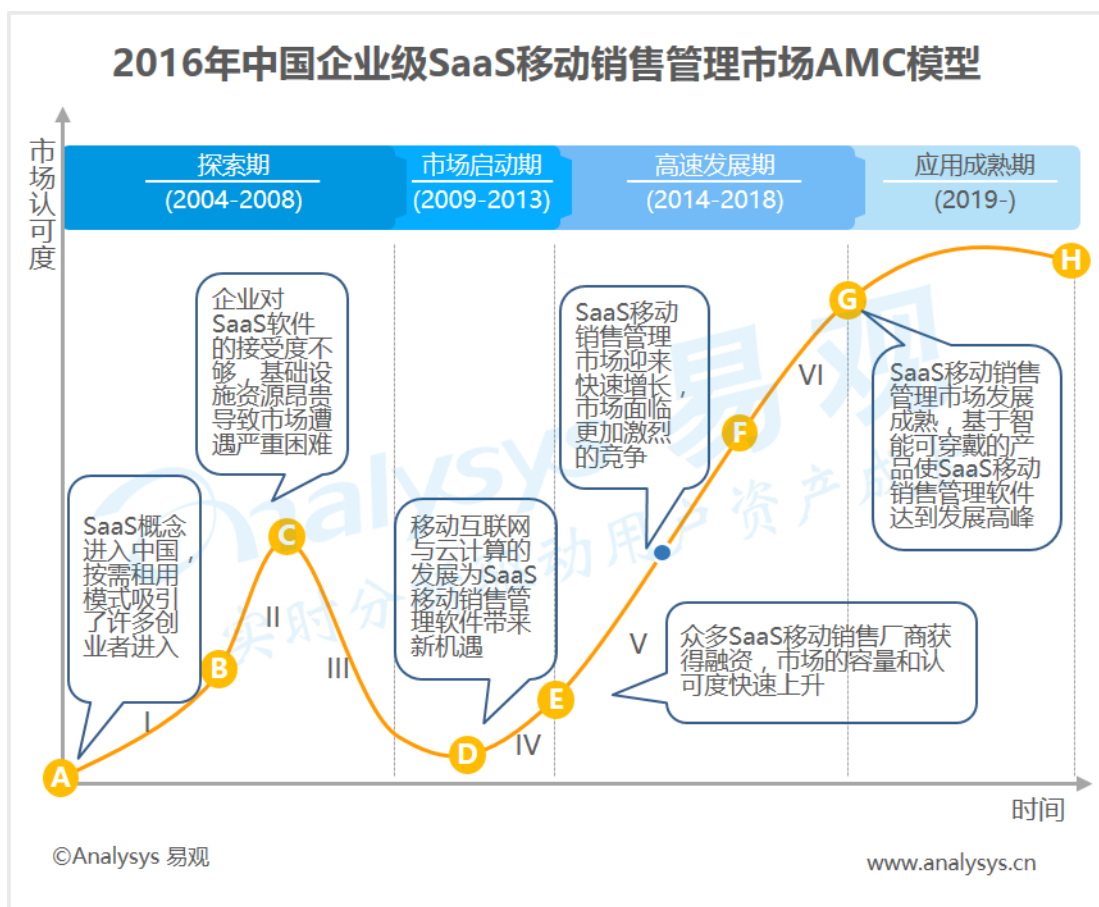 2016年中国企业级SaaS移动销售管理市场AMC模型
市场认可度
探索期
(2004-2008)
市场启动期
(2009-2013)
高速发展期
(2014-2018)
应用成熟期
(2019-)
企业对
SaaS软件
的接受度不
够，基础设
施资源昂贵
导致市场遭
遇严重困难
SaaS移动
销售管理
市场迎来
快速增长，
市场面临
更加激烈
的竞争
SaaS移动销售
管理市场发展
成熟，基于智
能可穿戴的产
品使SaaS移动
销售管理软件
达到发展高峰
SaaS概念
进入中国，
按需租用
模式吸引
了许多创
业者进入
移动互联网
与云计算的
发展为SaaS
移动销售管
理软件带来
新机遇
众多SaaS移动销售厂商获
得融资，市场的容量和认
可度快速上升
A
B
C
D
E
F
G
H
I
II
III
IV
V
VI
Analysys易观
时间
©Analysys 易观
www.analysys.cn